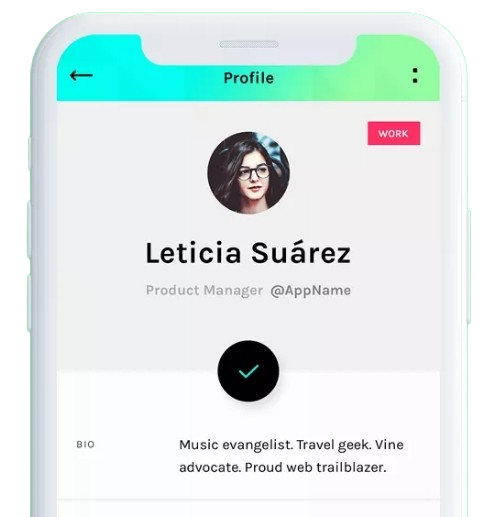 Profile
WORK
Leticia Suárez
Product Manager @AppName
BIO
Music evangelist. Travel geek. Vine
advocate. Proud web trailblazer.